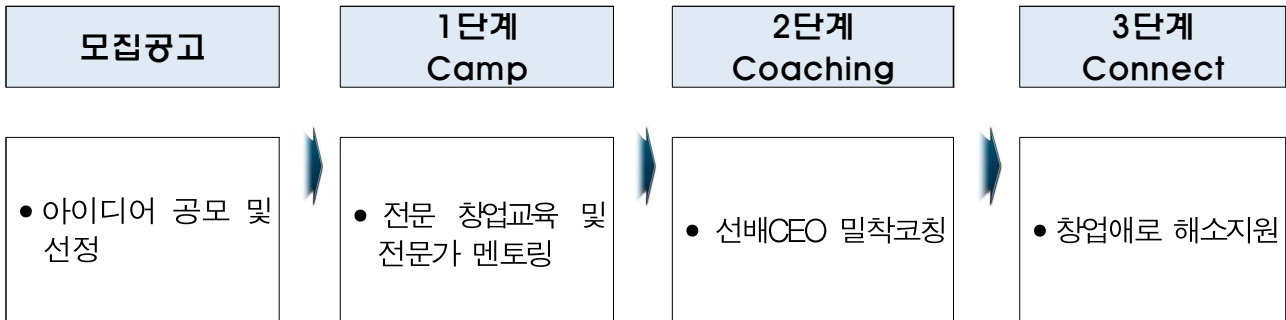 모집공고
1단계
Camp
2단계
Coaching
3단계
Connect
• 아이디어 공모 및
선정
• 전문 창업교육 및
전문가 멘토링
• 선배CEO 밀착코칭
• 창업애로 해소지원